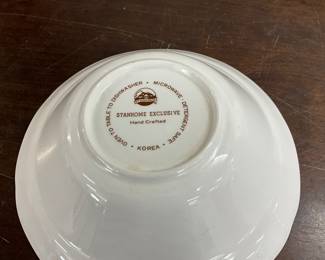 OVEN TO TABLE TO DISHWASHER • MICROWAVE • DETERGENT SAFE
STANHOME EXCLUSIVE
Hand Crafted
• KOREA •